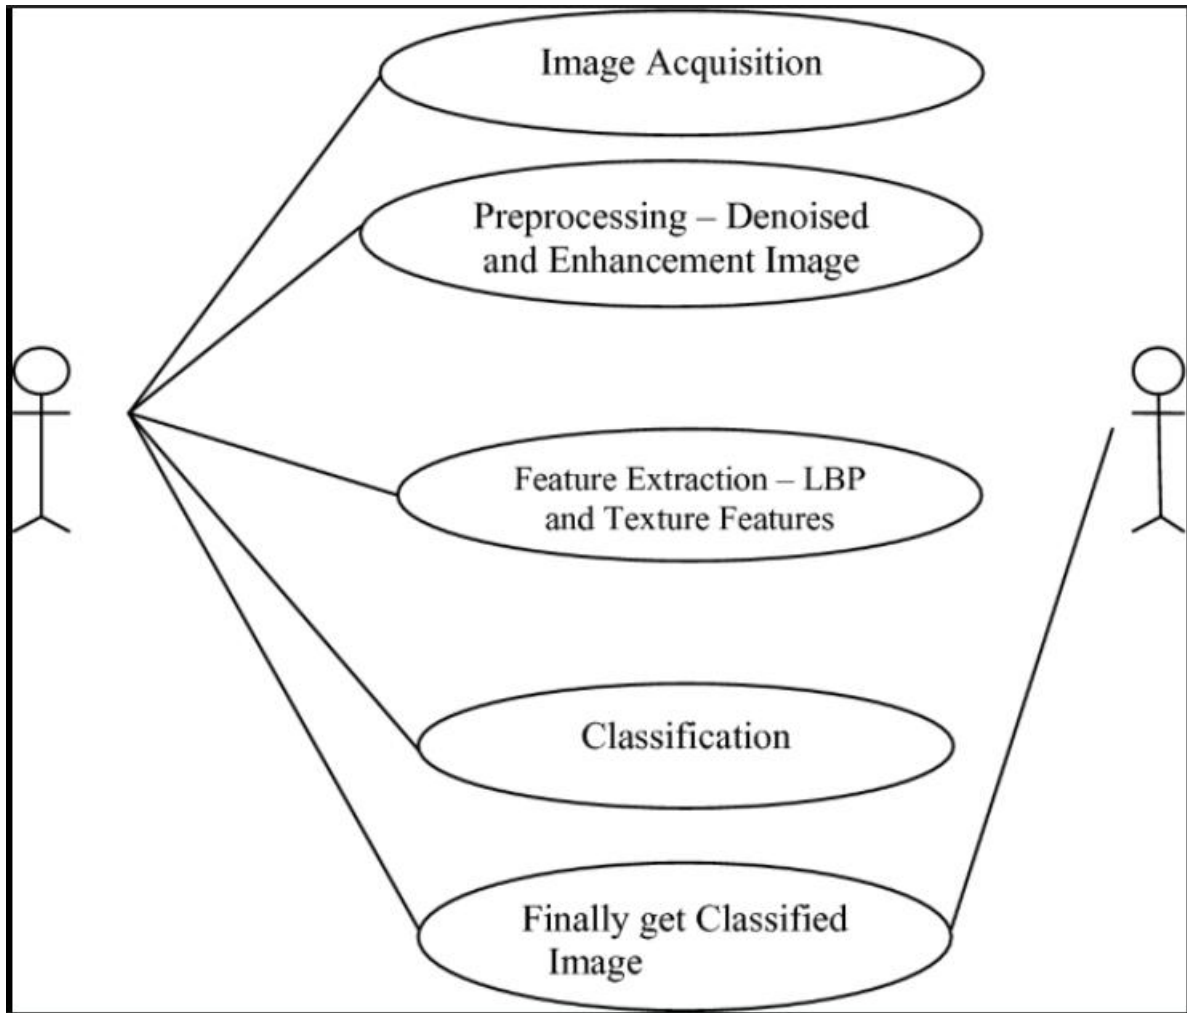 Image Acquisition
Preprocessing – Denoised
and Enhancement Image
Feature Extraction – LBP
and Texture Features
Classification
Finally get Classified
Image